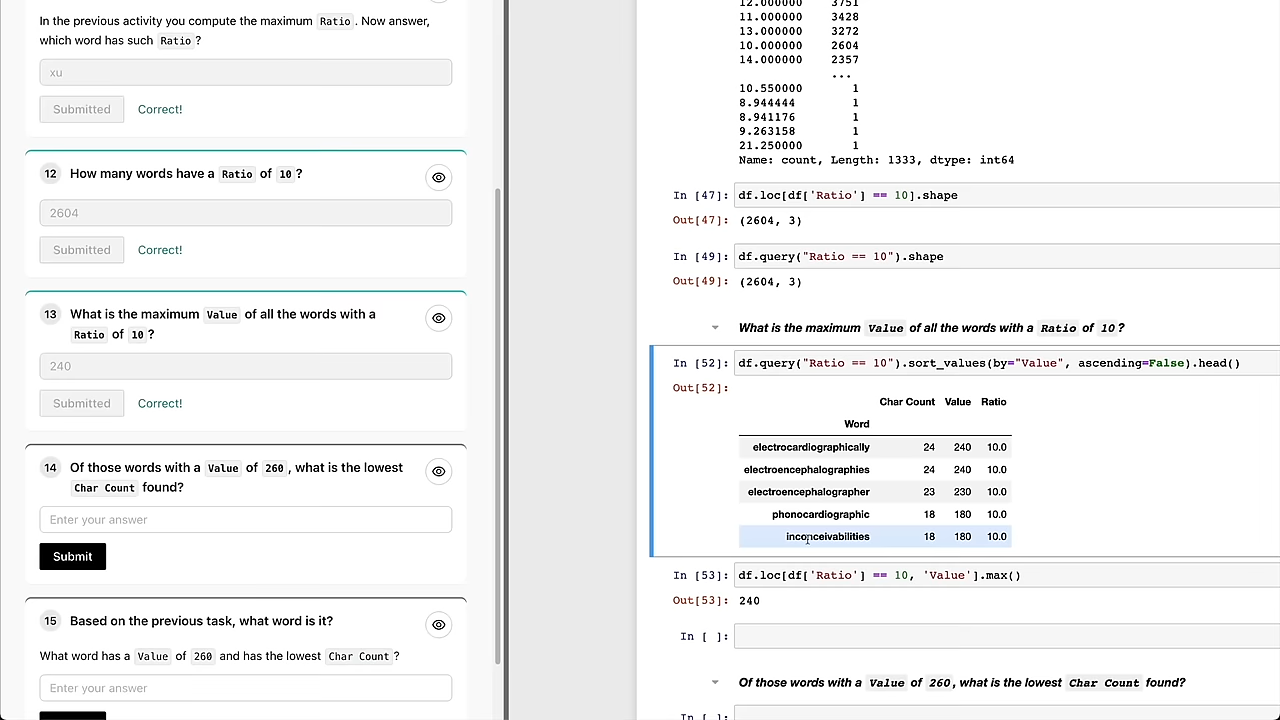 In the previous activity you compute the maximum Ratio. Now answer,
which word has such Ratio?
xu
Submitted
Correct!
12 How many words have a Ratio of 10?
2604
Submitted
Correct!
13 What is the maximum Value of all the words with a
Ratio of 10?
240
Submitted
Correct!
14 Of those words with a Value of 260, what is the lowest
Char Count found?
Enter your answer
Submit
15 Based on the previous task, what word is it?
What word has a Value of 260 and has the lowest Char Count?
Enter your answer
12.000000 3751
11.000000 3428
13.000000 3272
10.000000 2604
14.000000 2357
...
10.550000 1
8.944444 1
8.941176 1
9.263158 1
21.250000 1
Name: count, Length: 1333, dtype: int64
In [47]: df.loc[df['Ratio'] == 10].shape
Out[47]: (2604, 3)
In [49]: df.query("Ratio == 10").shape
Out[49]: (2604, 3)
What is the maximum Value of all the words with a Ratio of 10?
In [52]: df.query("Ratio == 10").sort_values(by="Value", ascending=False).head()
Out[52]:
Char Count Value Ratio
Word
electrocardiographically 24 240 10.0
electroencephalographies 24 240 10.0
electroencephalographer 23 230 10.0
phonocardiographic 18 180 10.0
inconceivabilities 18 180 10.0
In [53]: df.loc[df['Ratio'] == 10, 'Value'].max()
Out[53]: 240
In [ ]:
Of those words with a Value of 260, what is the lowest Char Count found?
In [ ]: